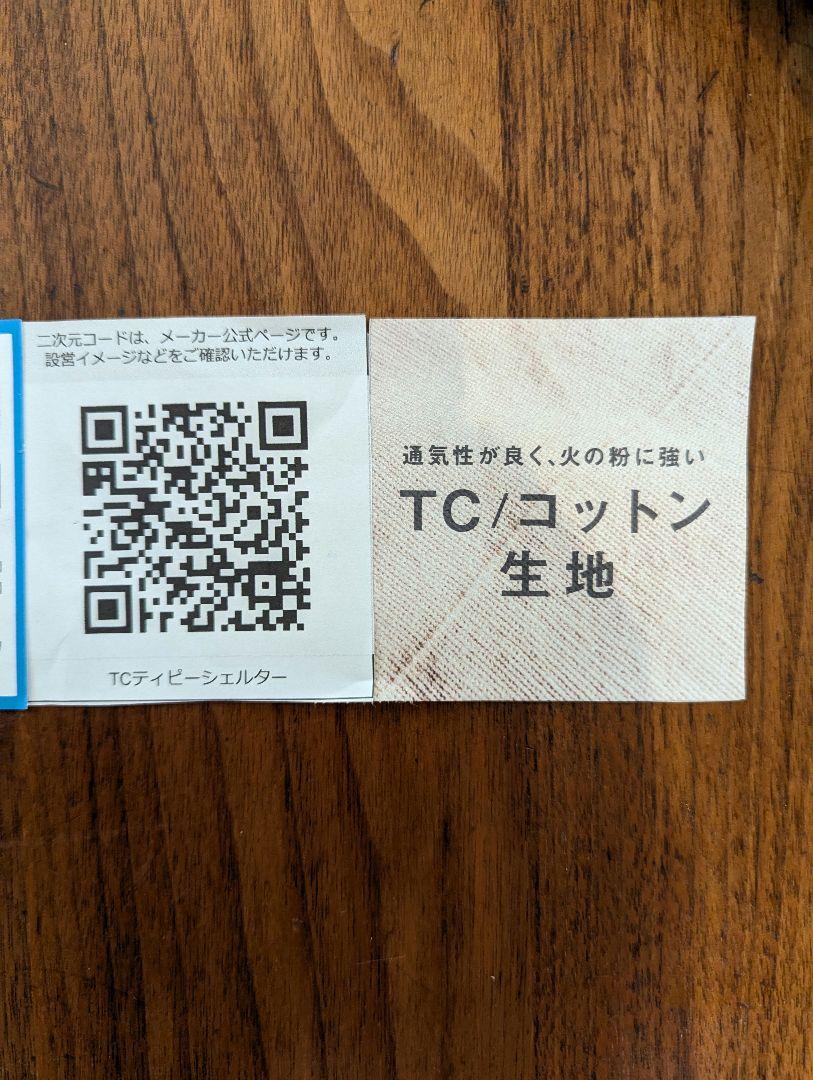 二次元コードは、メーカー公式ページです。
設営イメージなどをご確認いただけます。
TCティピーシェルター
通気性が良く、火の粉に強い
TC/コットン
生地